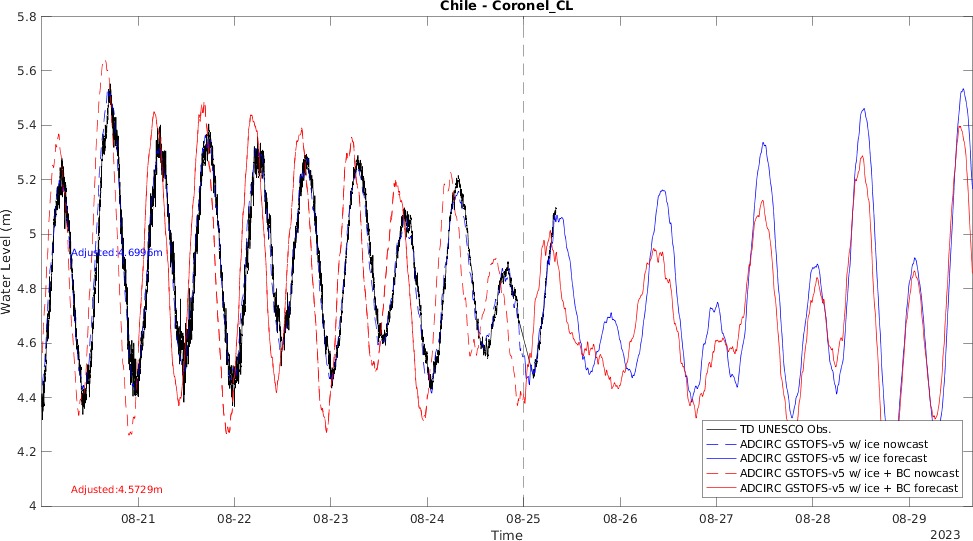 Chile - Coronel_CL
5.8
5.6
5.4
5.2
5
4.8
4.6
4.4
4.2
4
Water Level (m)
Adjusted:4.6996m
Adjusted:4.5729m
TD UNESCO Obs.
ADCIRC GSTOFS-v5 w/ ice nowcast
ADCIRC GSTOFS-v5 w/ ice forecast
ADCIRC GSTOFS-v5 w/ ice + BC nowcast
ADCIRC GSTOFS-v5 w/ ice + BC forecast
08-21 08-22 08-23 08-24 08-25 08-26 08-27 08-28 08-29
Time
2023